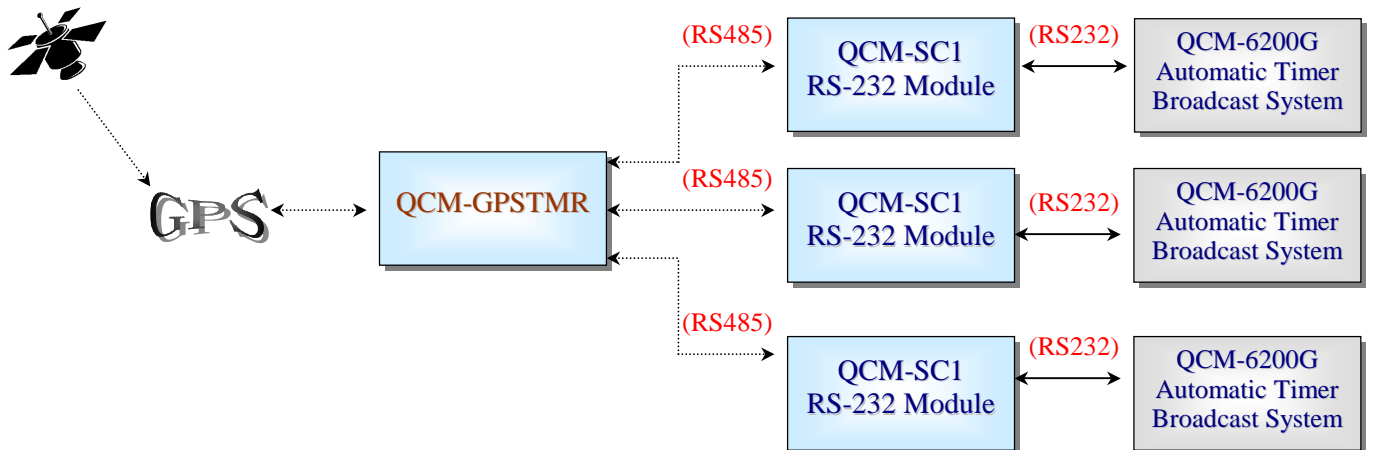 (RS485)
QCM-SC1
RS-232 Module
(RS232)
QCM-6200G
Automatic Timer
Broadcast System
GPS
QCM-GPSTMR
(RS485)
QCM-SC1
RS-232 Module
(RS232)
QCM-6200G
Automatic Timer
Broadcast System
(RS485)
QCM-SC1
RS-232 Module
(RS232)
QCM-6200G
Automatic Timer
Broadcast System